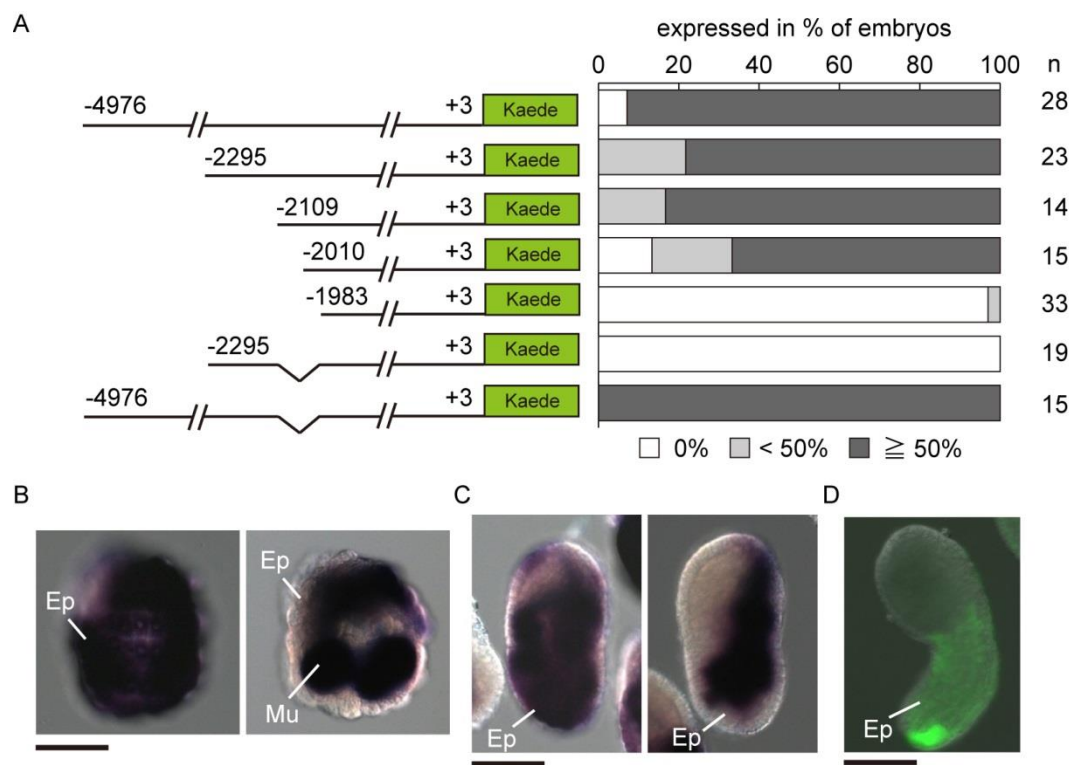 A
expressed in % of embryos
0 20 40 60 80 100 n
-4976 +3 Kaede 28
-2295 +3 Kaede 23
-2109 +3 Kaede 14
-2010 +3 Kaede 15
-1983 +3 Kaede 33
-2295 +3 Kaede 19
-4976 +3 Kaede 15
0% < 50% ≧ 50%
B C D
Ep Ep Mu Ep Ep Ep